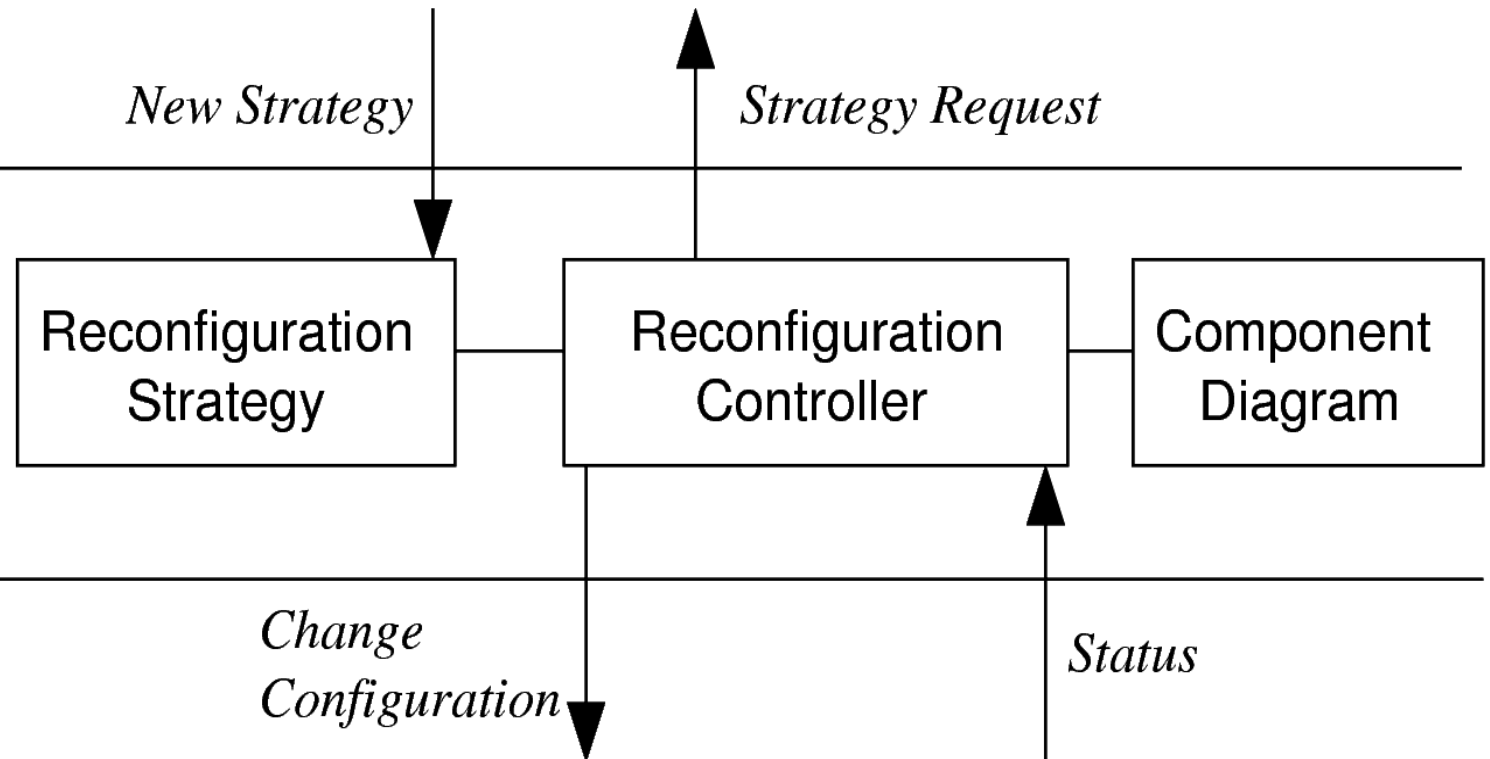 New Strategy
Strategy Request
Reconfiguration
Strategy
Reconfiguration
Controller
Component
Diagram
Change
Configuration
Status